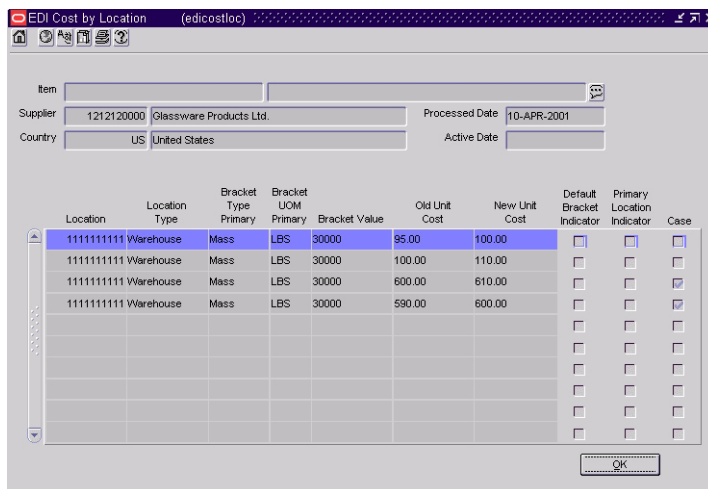 EDI Cost by Location (edicostloc)
Item
Supplier 1212120000 Glassware Products Ltd. Processed Date 10-APR-2001
Country US United States Active Date
Location Location Type Bracket Type Primary Bracket UOM Primary Bracket Value Old Unit Cost New Unit Cost Default Bracket Indicator Primary Location Indicator Case
1111111111 Warehouse Mass LBS 30000 95.00 100.00
1111111111 Warehouse Mass LBS 30000 100.00 110.00
1111111111 Warehouse Mass LBS 30000 600.00 610.00
1111111111 Warehouse Mass LBS 30000 590.00 600.00
OK